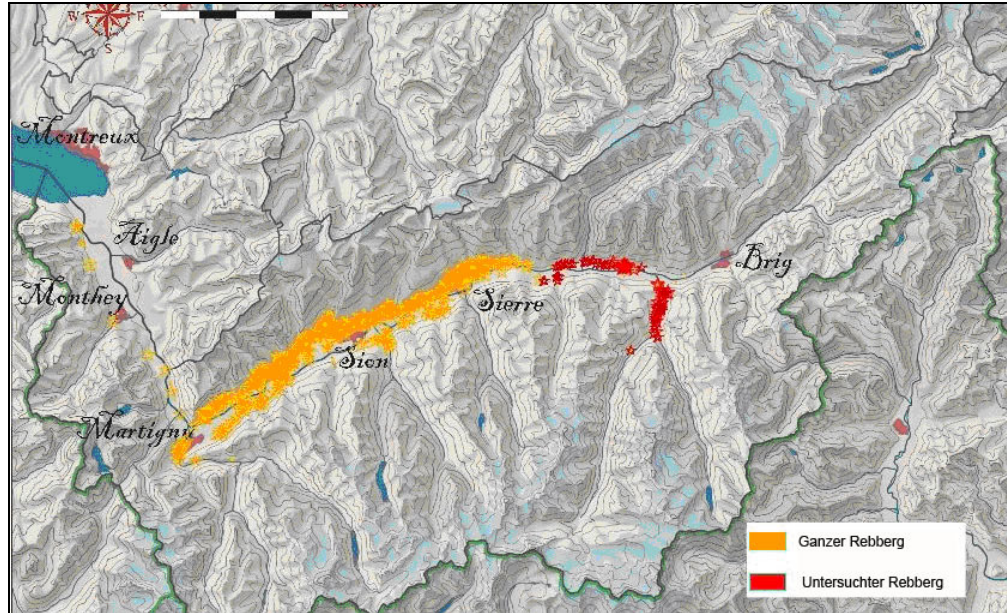 W E
S
Montreux
Aigle
Monthey
Brig
Sierre
Sion
Martigny
Ganzer Rebberg
Untersuchter Rebberg